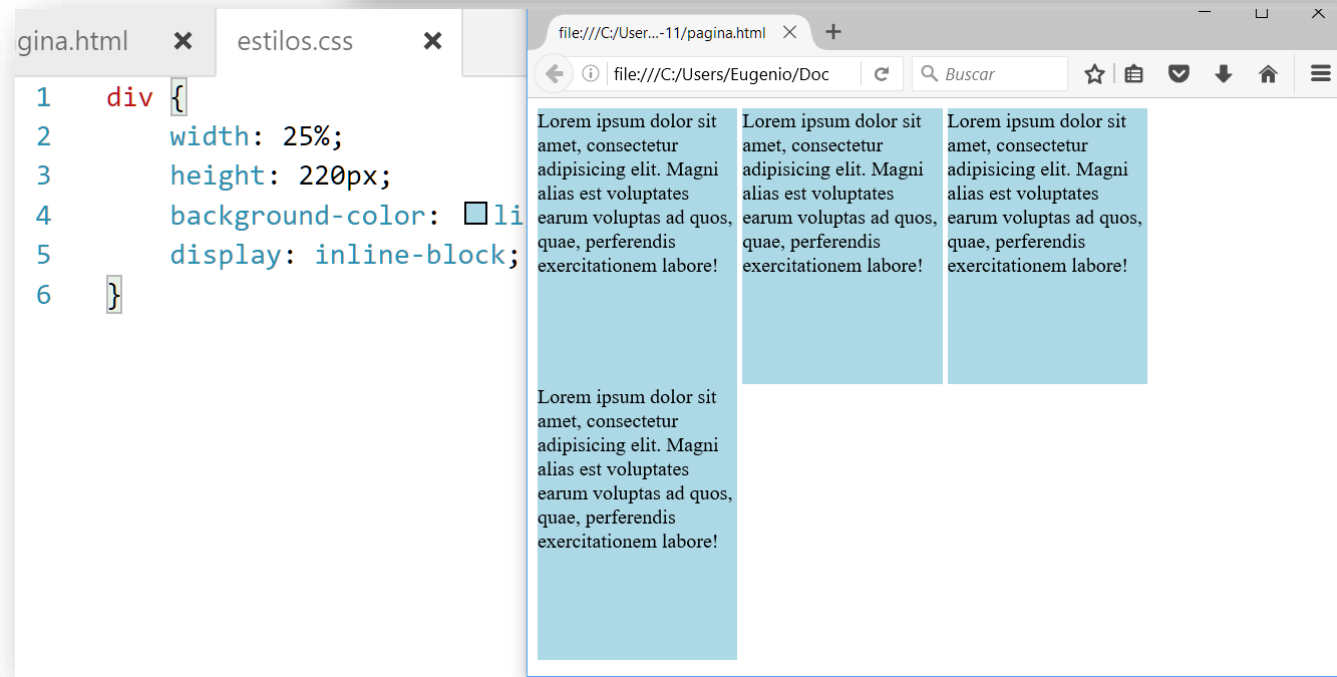 gina.html
estilos.css
1 div {
2 width: 25%;
3 height: 220px;
4 background-color: li
5 display: inline-block;
6 }
file:///C:/User...-11/pagina.html
file:///C:/Users/Eugenio/Doc
Buscar
Lorem ipsum dolor sit
amet, consectetur
adipisicing elit. Magni
alias est voluptates
earum voluptas ad quos,
quae, perferendis
exercitationem labore!
Lorem ipsum dolor sit
amet, consectetur
adipisicing elit. Magni
alias est voluptates
earum voluptas ad quos,
quae, perferendis
exercitationem labore!
Lorem ipsum dolor sit
amet, consectetur
adipisicing elit. Magni
alias est voluptates
earum voluptas ad quos,
quae, perferendis
exercitationem labore!
Lorem ipsum dolor sit
amet, consectetur
adipisicing elit. Magni
alias est voluptates
earum voluptas ad quos,
quae, perferendis
exercitationem labore!